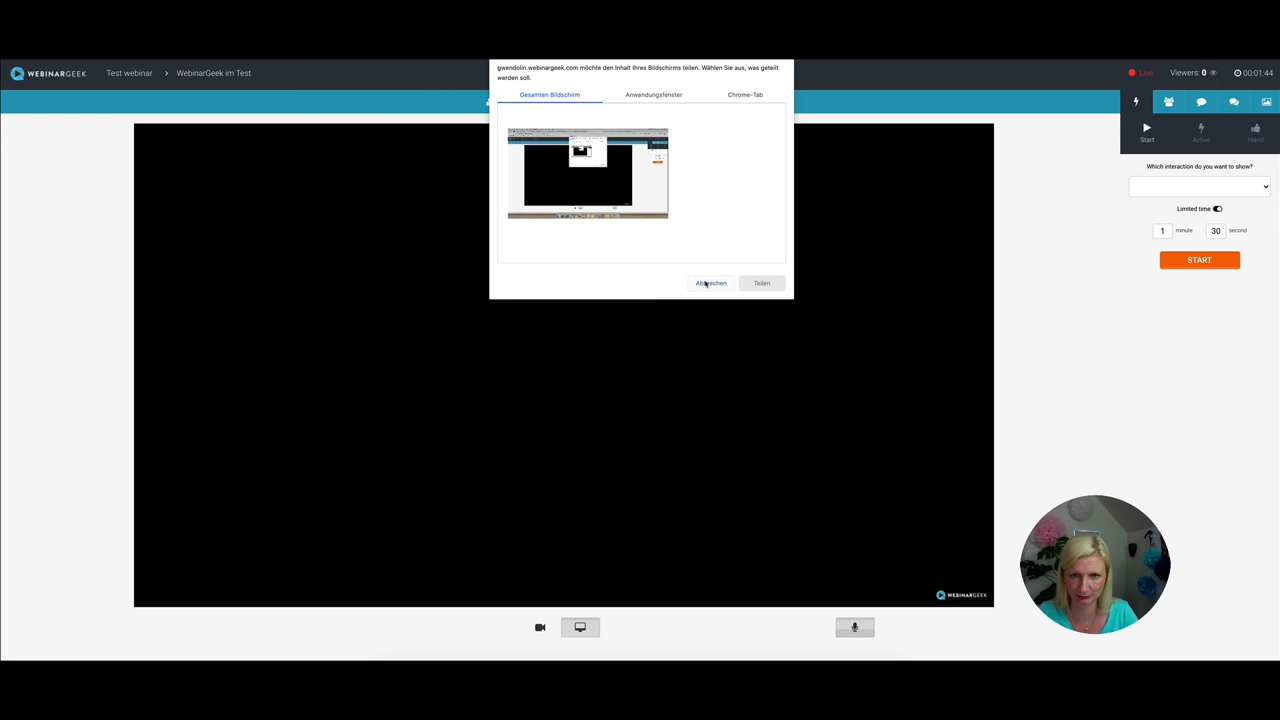 WEBINARGEEK
Test webinar > WebinarGeek im Test
gwendolin.webinargeek.com möchte den Inhalt Ihres Bildschirms teilen. Wählen Sie aus, was geteilt
werden soll.
Gesamten Bildschirm Anwendungsfenster Chrome-Tab
Abbrechen Teilen
Live Viewers: 0 00:01:44
Start Active Hand
Which interaction do you want to show?
Limited time
1 minute 30 second
START
WEBINARGEEK